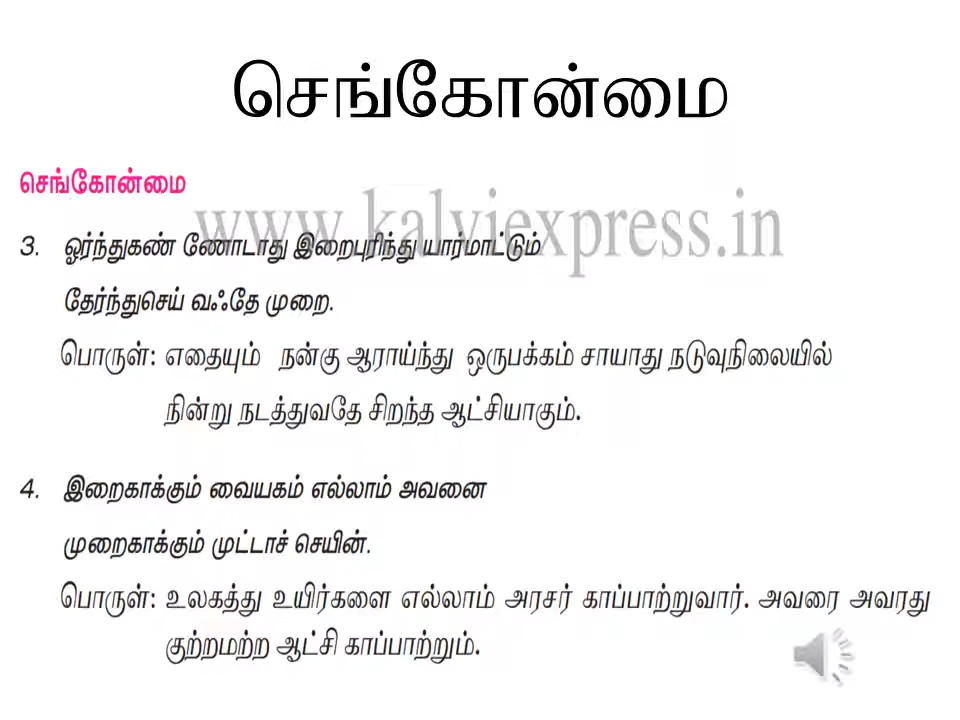 செங்கோன்மை
செங்கோன்மை
www.kalviexpress.in
3. ஓர்ந்துகண் ணோடாது இறைபுரிந்து யார்மாட்டும்
தேர்ந்துசெய் வஃதே முறை.
பொருள்: எதையும் நன்கு ஆராய்ந்து ஒருபக்கம் சாயாது நடுவுநிலையில்
நின்று நடத்துவதே சிறந்த ஆட்சியாகும்.
4. இறைகாக்கும் வையகம் எல்லாம் அவனை
முறைகாக்கும் முட்டாச் செயின்.
பொருள்: உலகத்து உயிர்களை எல்லாம் அரசர் காப்பாற்றுவார். அவரை அவரது
குற்றமற்ற ஆட்சி காப்பாற்றும்.